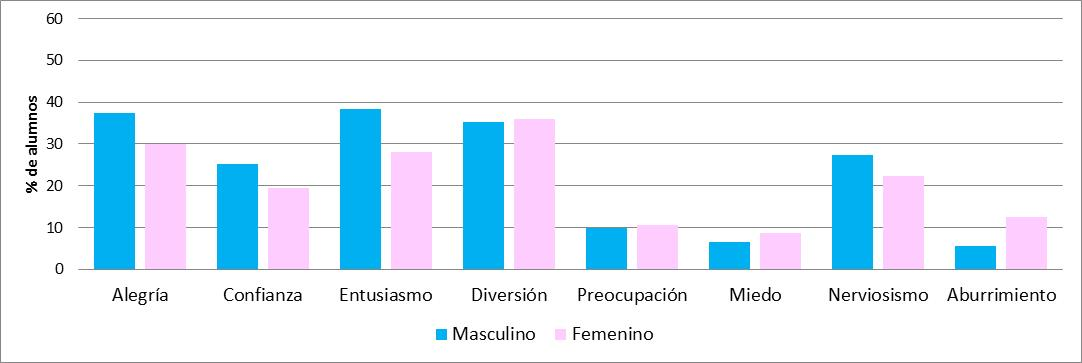 60
50
40
30
20
10
0
% de alumnos
Alegría Confianza Entusiasmo Diversión Preocupación Miedo Nerviosismo Aburrimiento
Masculino Femenino